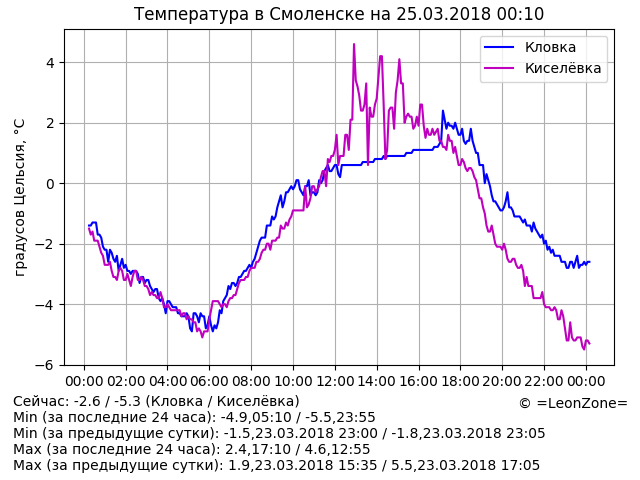 Температура в Смоленске на 25.03.2018 00:10
Кловка
Киселёвка
градусов Цельсия, °C
4
2
0
−2
−4
−6
00:00 02:00 04:00 06:00 08:00 10:00 12:00 14:00 16:00 18:00 20:00 22:00 00:00
Сейчас: -2.6 / -5.3 (Кловка / Киселёвка)
© =LeonZone=
Min (за последние 24 часа): -4.9,05:10 / -5.5,23:55
Min (за предыдущие сутки): -1.5,23.03.2018 23:00 / -1.8,23.03.2018 23:05
Max (за последние 24 часа): 2.4,17:10 / 4.6,12:55
Max (за предыдущие сутки): 1.9,23.03.2018 15:35 / 5.5,23.03.2018 17:05